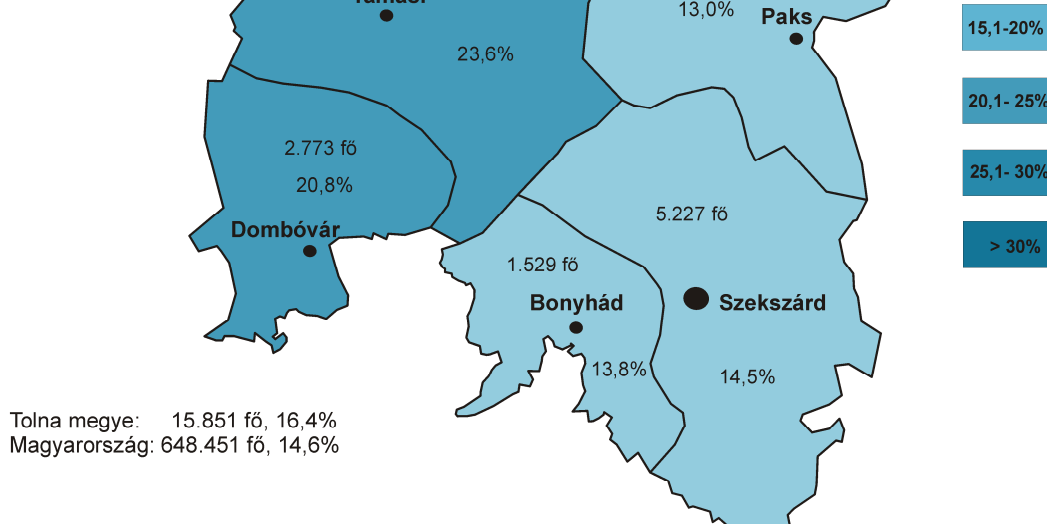 13,0%
Paks
23,6%
15,1-20%
20,1- 25%
2.773 fő
20,8%
25,1- 30%
5.227 fő
Dombóvár
> 30%
1.529 fő
Bonyhád
Szekszárd
13,8%
14,5%
Tolna megye: 15.851 fő, 16,4%
Magyarország: 648.451 fő, 14,6%